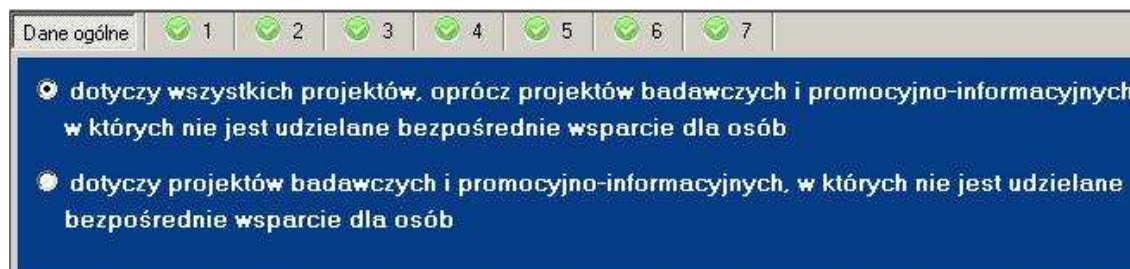 Dane ogólne 1 2 3 4 5 6 7
dotyczy wszystkich projektów, oprócz projektów badawczych i promocyjno-informacyjnych
w których nie jest udzielane bezpośrednie wsparcie dla osób
dotyczy projektów badawczych i promocyjno-informacyjnych, w których nie jest udzielane
bezpośrednie wsparcie dla osób